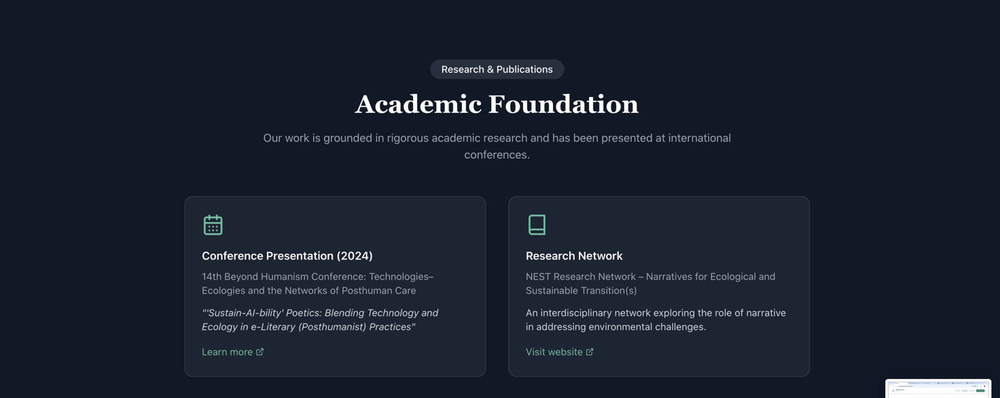 Research & Publications
Academic Foundation
Our work is grounded in rigorous academic research and has been presented at international
conferences.
Conference Presentation (2024)
14th Beyond Humanism Conference: Technologies–
Ecologies and the Networks of Posthuman Care
"'Sustain-AI-bility' Poetics: Blending Technology and
Ecology in e-Literary (Posthumanist) Practices"
Learn more
Research Network
NEST Research Network – Narratives for Ecological and
Sustainable Transition(s)
An interdisciplinary network exploring the role of narrative
in addressing environmental challenges.
Visit website